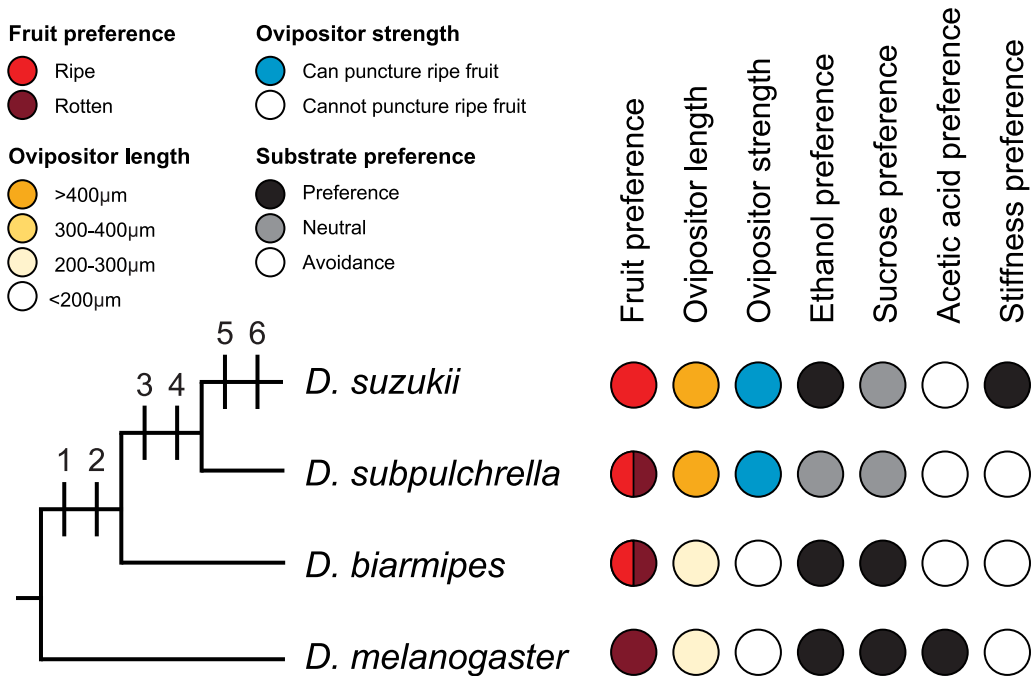 Fruit preference
Ripe
Rotten
Ovipositor length
>400µm
300-400µm
200-300µm
<200µm
Ovipositor strength
Can puncture ripe fruit
Cannot puncture ripe fruit
Substrate preference
Preference
Neutral
Avoidance
Fruit preference
Ovipositor length
Ovipositor strength
Ethanol preference
Sucrose preference
Acetic acid preference
Stiffness preference
5 6
3 4
1 2
D. suzukii
D. subpulchrella
D. biarmipes
D. melanogaster